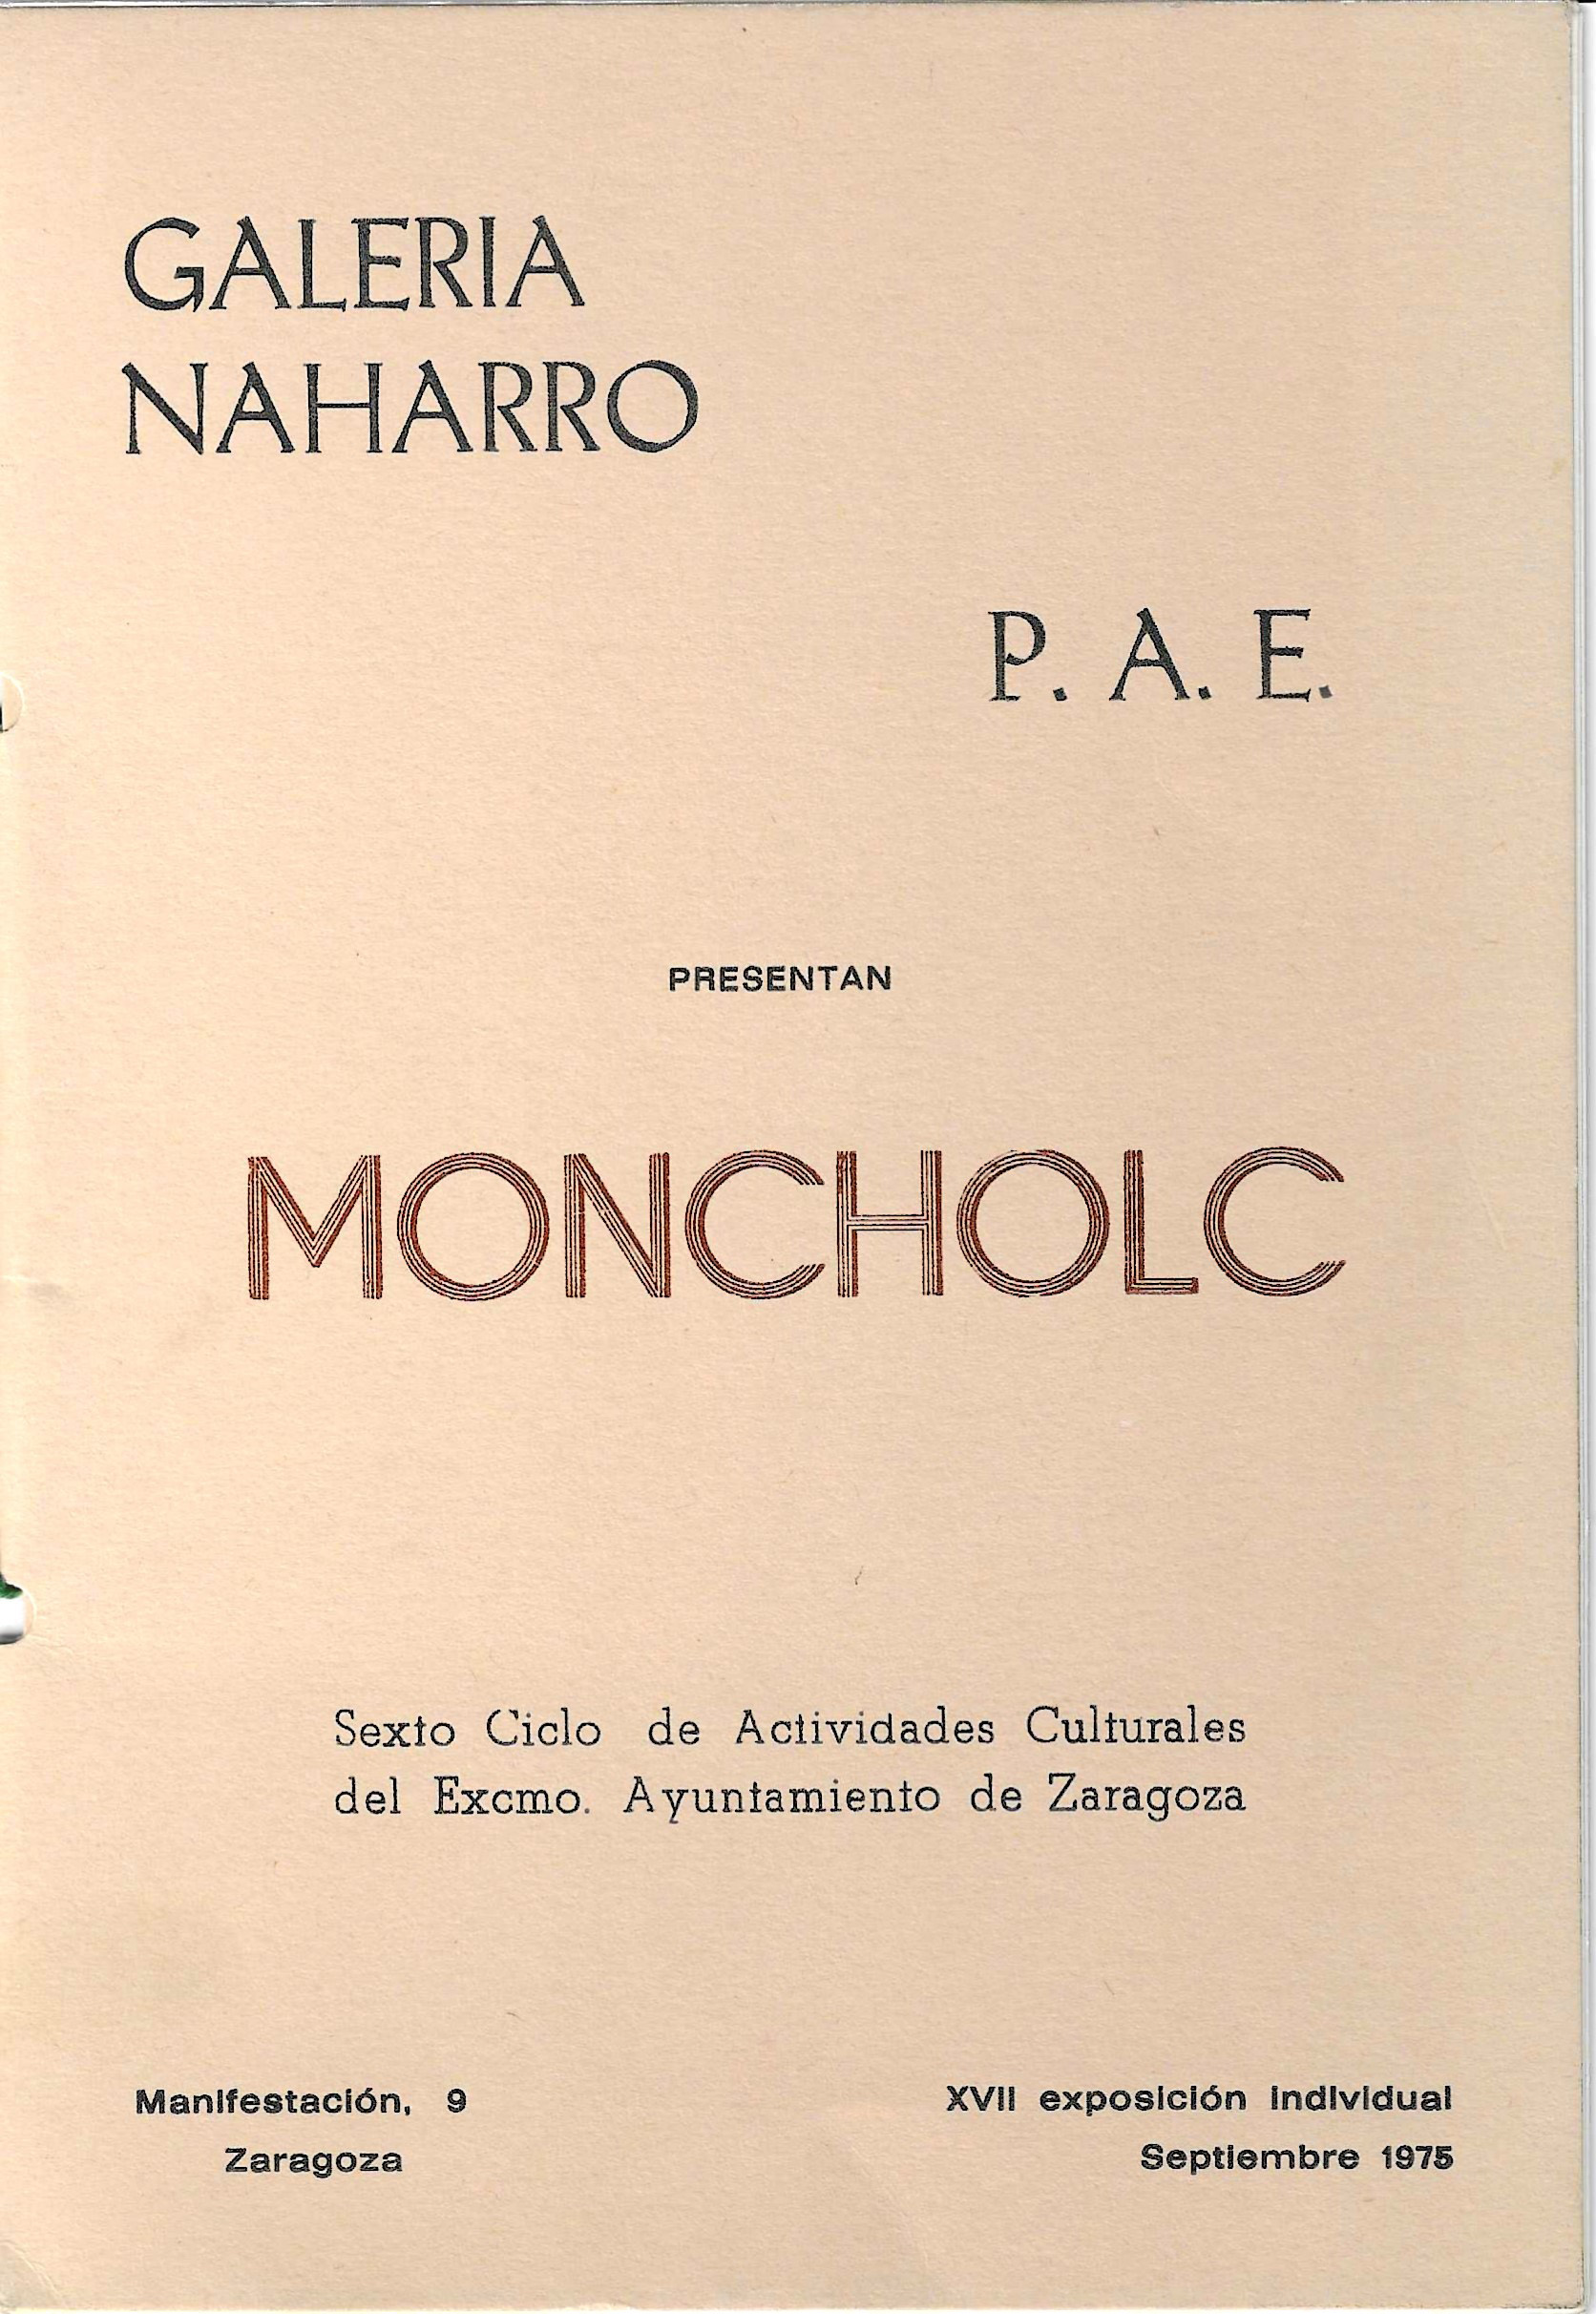 GALERIA
NAHARRO
P. A. E.
PRESENTAN
MONCHOLC
Sexto Ciclo de Actividades Culturales
del Excmo. Ayuntamiento de Zaragoza
Manifestación, 9
Zaragoza
XVII exposición individual
Septiembre 1975